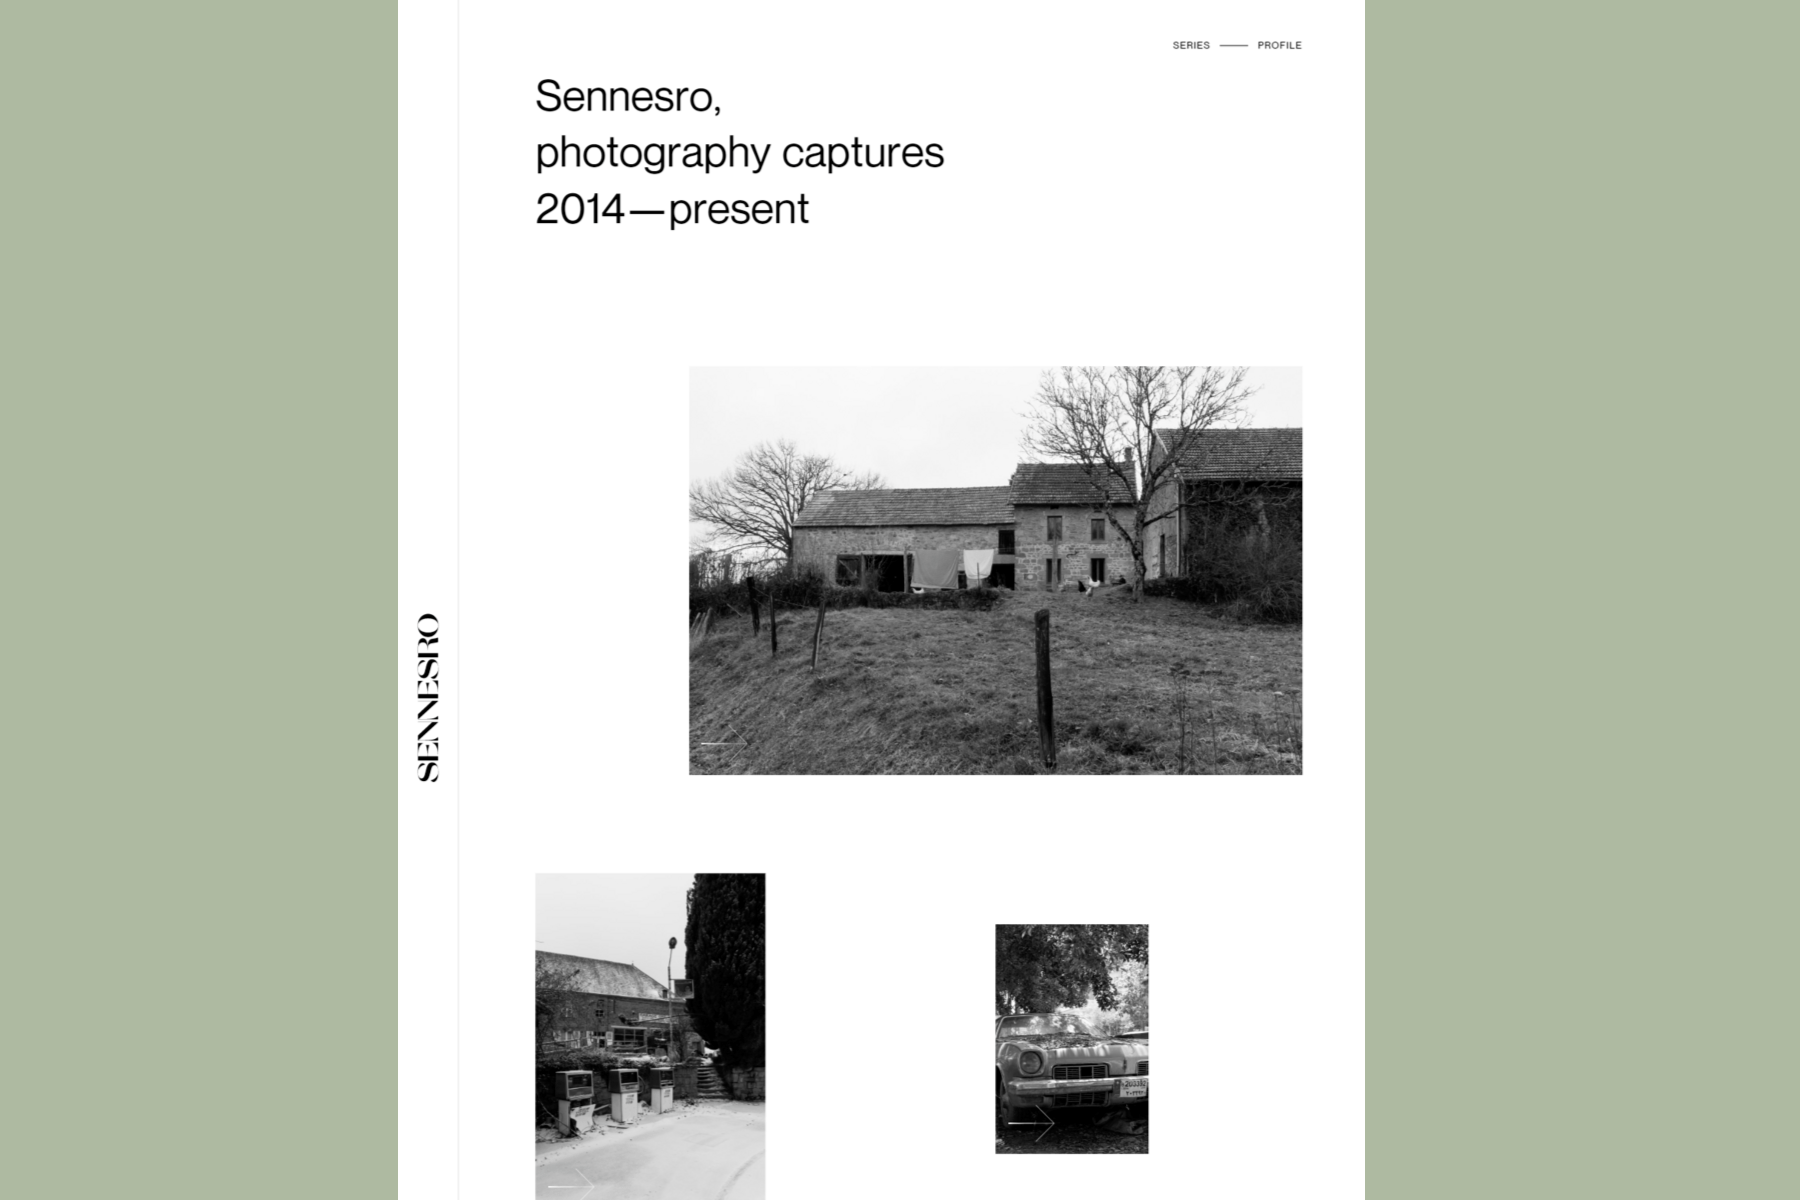 SERIES — PROFILE
Sennesro,
photography captures
2014—present
SENNESRO